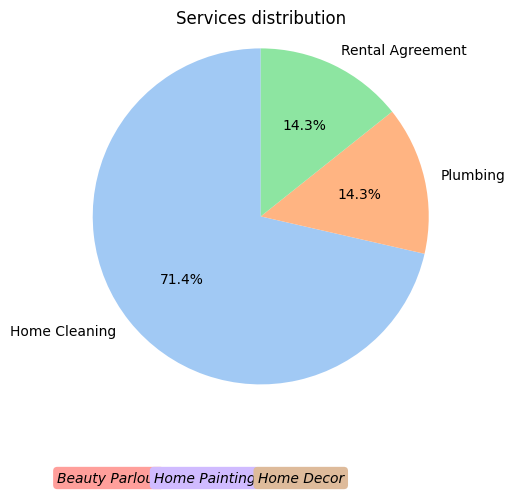 Services distribution
Rental Agreement
14.3%
14.3%
Plumbing
71.4%
Home Cleaning
Beauty Parlou Home Painting Home Decor